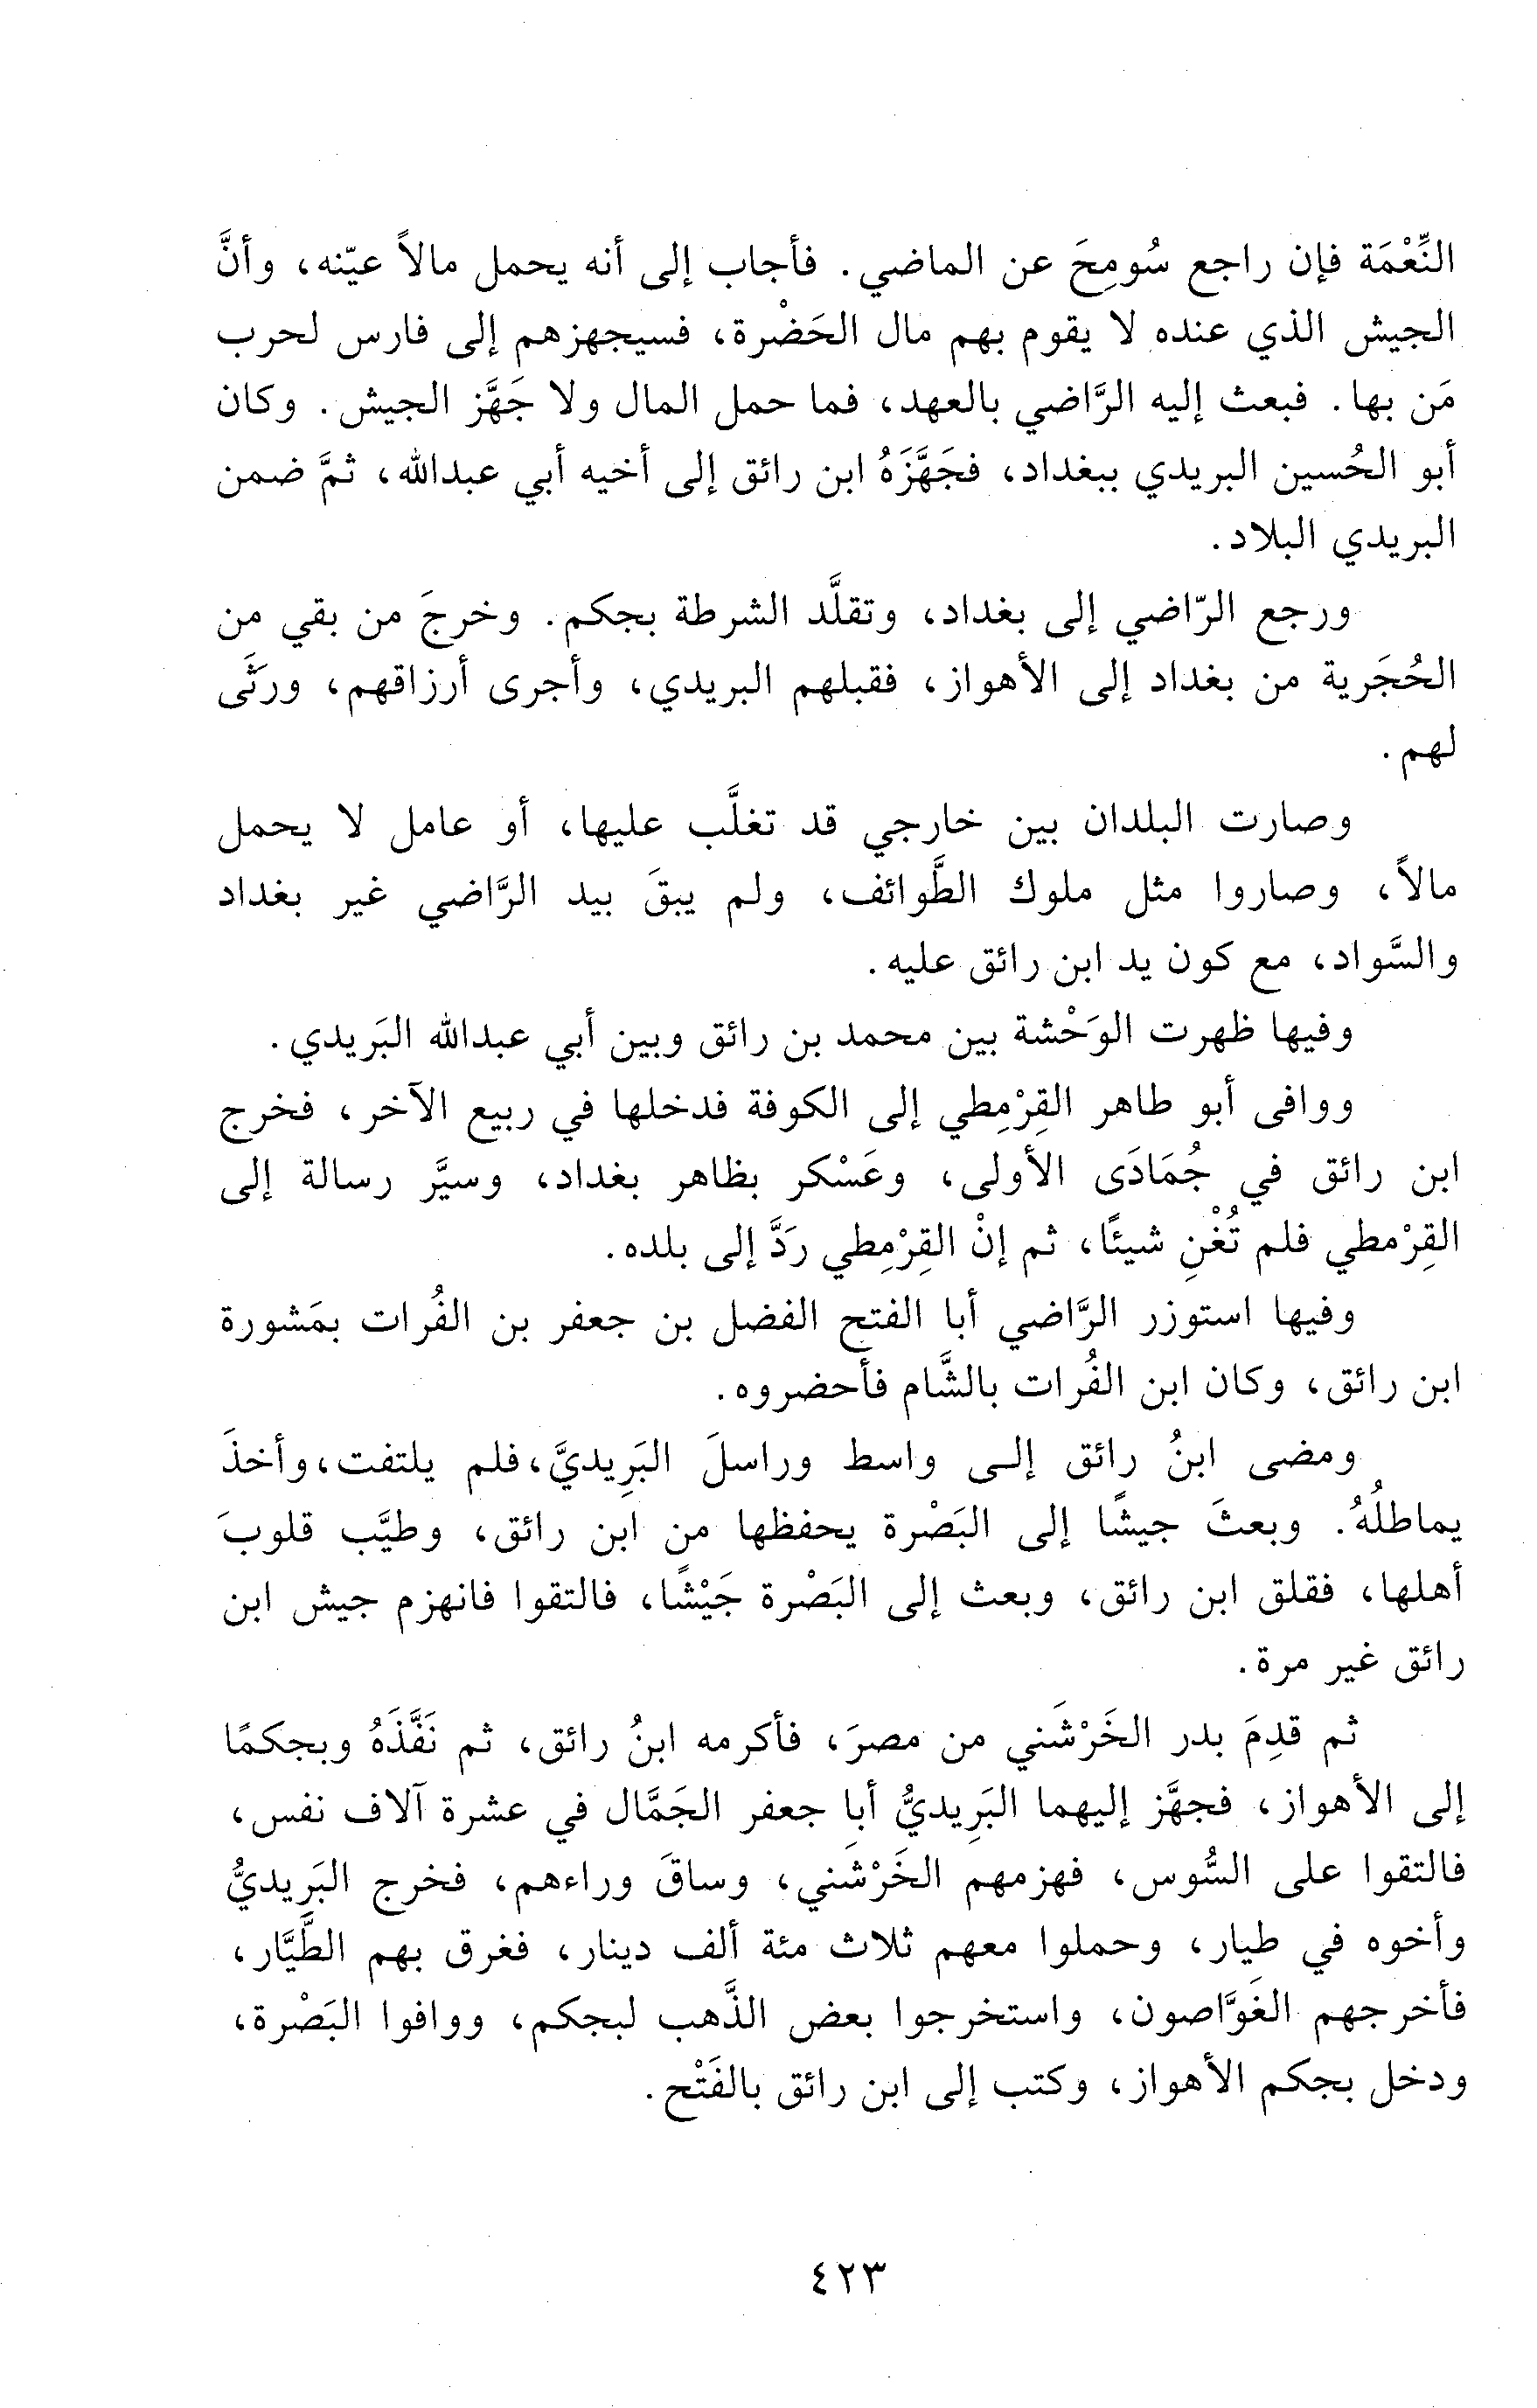 النِّعْمَة فإن راجع سُومِحَ عن الماضي. فأجاب إلى أنه يحمل مالاً عيّنه، وأنَّ
الجيش الذي عنده لا يقوم بهم مال الحَضْرة، فسيجهزهم إلى فارس لحرب
مَن بها. فبعث إليه الرَّاضي بالعهد، فما حمل المال ولا جَهَّز الجيش. وكان
أبو الحُسين البريدي ببغداد، فجَهَّزَهُ ابن رائق إلى أخيه أبي عبدالله، ثمَّ ضمن
البريدي البلاد.
ورجع الرّاضي إلى بغداد، وتقلَّد الشرطة بجكم. وخرجَ من بقي من
الحُجَرية من بغداد إلى الأهواز، فقبلهم البريدي، وأجرى أرزاقهم، ورثَى
لهم.
وصارت البلدان بين خارجي قد تغلَّب عليها، أو عامل لا يحمل
مالاً، وصاروا مثل ملوك الطَّوائف، ولم يبقَ بيد الرَّاضي غير بغداد
والسَّواد، مع كون يد ابن رائق عليه.
وفيها ظهرت الوَحْشة بين محمد بن رائق وبين أبي عبدالله البَريدي.
ووافى أبو طاهر القِرْمِطي إلى الكوفة فدخلها في ربيع الآخر، فخرج
ابن رائق في جُمَادَى الأولى، وعَسْكر بظاهر بغداد، وسيَّر رسالة إلى
القِرْمطي فلم تُغْنِ شيئًا، ثم إنْ القِرْمِطي رَدَّ إلى بلده.
وفيها استوزر الرَّاضي أبا الفتح الفضل بن جعفر بن الفُرات بمَشورة
ابن رائق، وكان ابن الفُرات بالشَّام فأحضروه.
ومضى ابنُ رائق إلى واسط وراسلَ البَرِيديَّ، فلم يلتفت، وأخذَ
يماطلُهُ. وبعثَ جيشًا إلى البَصْرة يحفظها من ابن رائق، وطيَّب قلوبَ
أهلها، فقلق ابن رائق، وبعث إلى البَصْرة جَيْشًا، فالتقوا فانهزم جيش ابن
رائق غير مرة.
ثم قدِمَ بدر الخَرْشَني من مصرَ، فأكرمه ابنُ رائق، ثم نَفَّذَهُ وبجكمًا
إلى الأهواز، فجهَّز إليهما البَرِيديُّ أبا جعفر الجَمَّال في عشرة آلاف نفس،
فالتقوا على السُّوس، فهزمهم الخَرْشَني، وساقَ وراءهم، فخرج البَرِيديُّ
وأخوه في طيار، وحملوا معهم ثلاث مئة ألف دينار، فغرق بهم الطَّيَّار،
فأخرجهم الغَوَّاصون، واستخرجوا بعض الذَّهب لبجكم، ووافوا البَصْرة،
ودخل بجكم الأهواز، وكتب إلى ابن رائق بالفَتْح.
٤٢٣